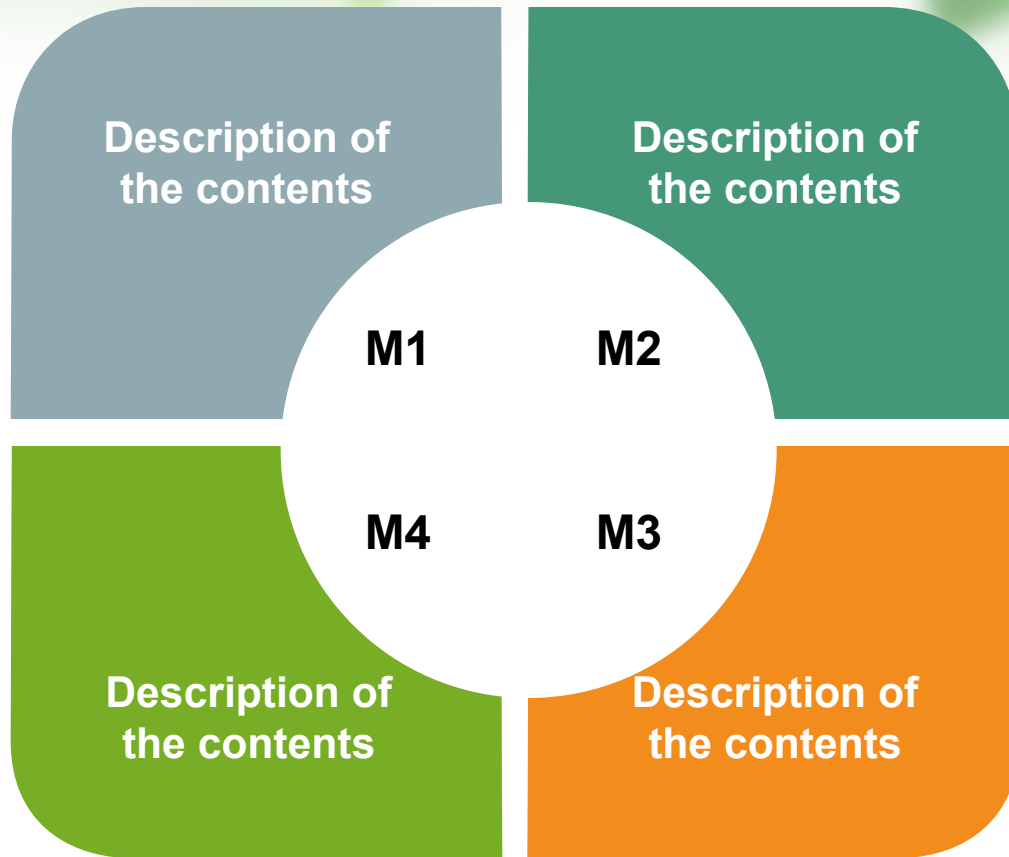 Description of
the contents
Description of
the contents
M1
M2
M4
M3
Description of
the contents
Description of
the contents